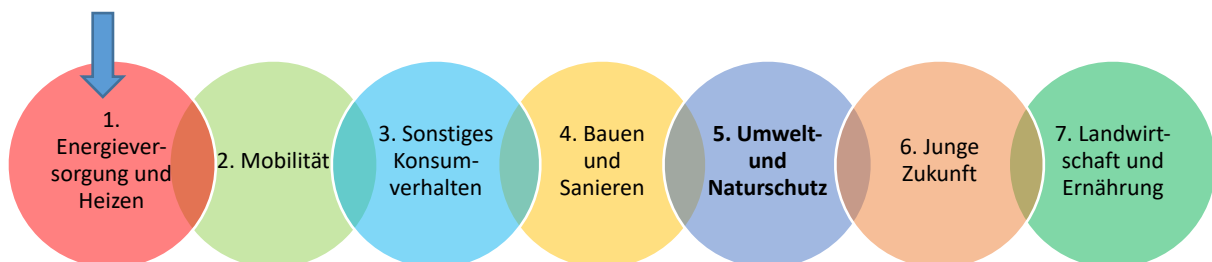 1.
Energiever-
sorgung und
Heizen
2. Mobilität
3. Sonstiges
Konsum-
verhalten
4. Bauen
und
Sanieren
5. Umwelt-
und
Naturschutz
6. Junge
Zukunft
7. Landwirt-
schaft und
Ernährung